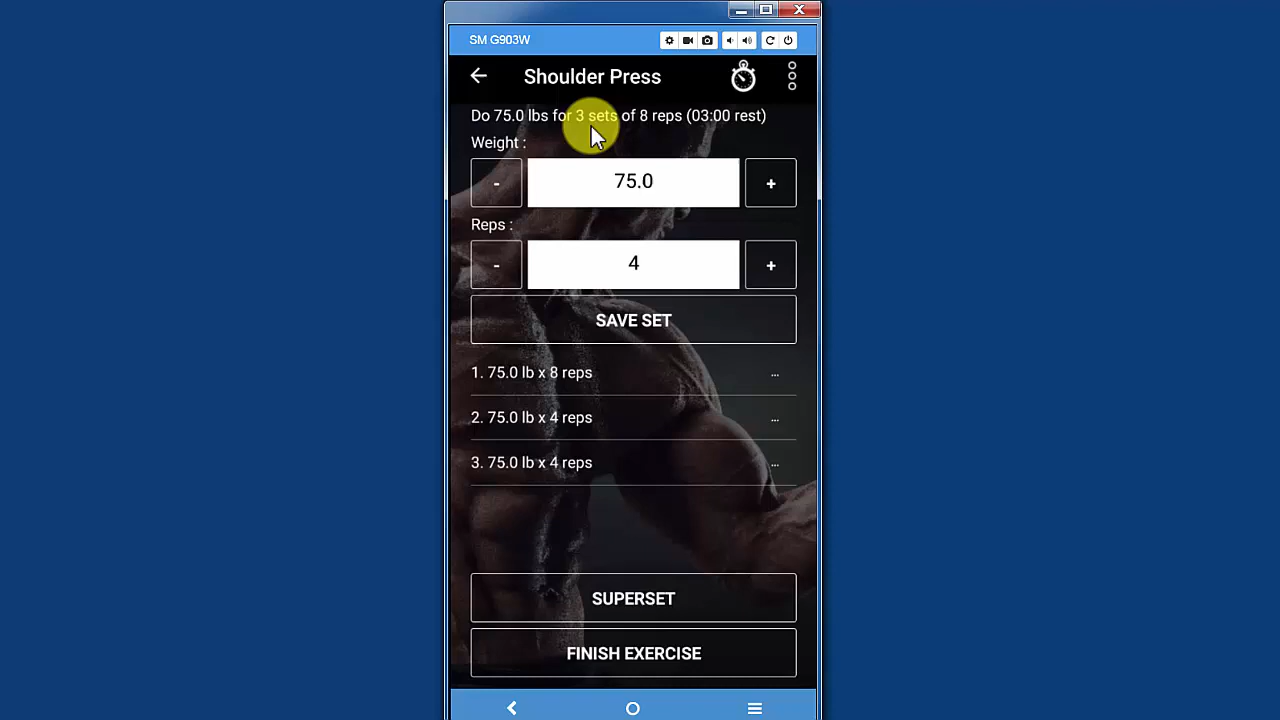 SM G903W
Shoulder Press
Do 75.0 lbs for 3 sets of 8 reps (03:00 rest)
Weight :
- 75.0 +
Reps :
- 4 +
SAVE SET
1. 75.0 lb x 8 reps ...
2. 75.0 lb x 4 reps ...
3. 75.0 lb x 4 reps ...
SUPERSET
FINISH EXERCISE